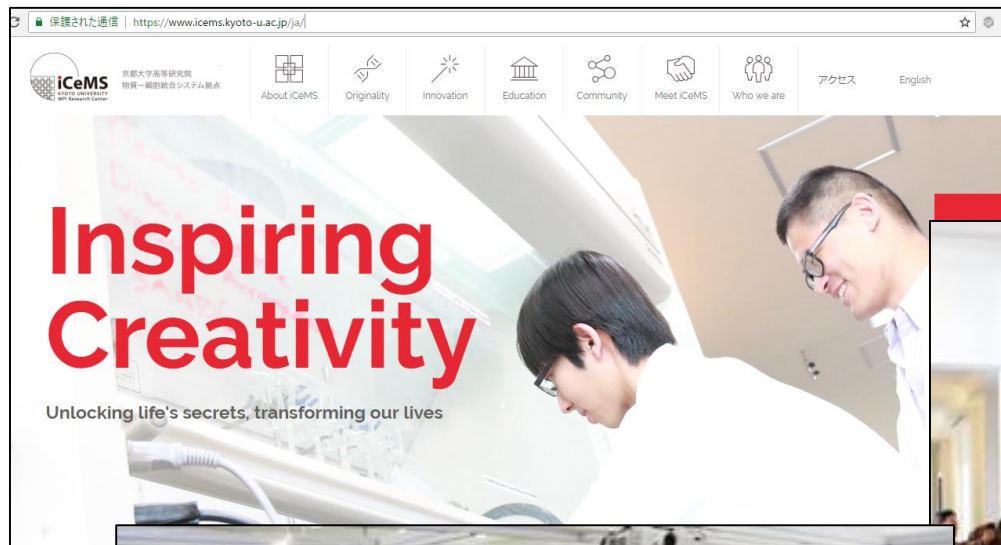 保護された通信 | https://www.icems.kyoto-u.ac.jp/ja/
iCeMS
KYOTO UNIVERSITY
WPI Research Center
京都大学高等研究院
物質－細胞統合システム拠点
About iCeMS
Originality
Innovation
Education
Community
Meet iCeMS
Who we are
アクセス
English
Inspiring
Creativity
Unlocking life's secrets, transforming our lives